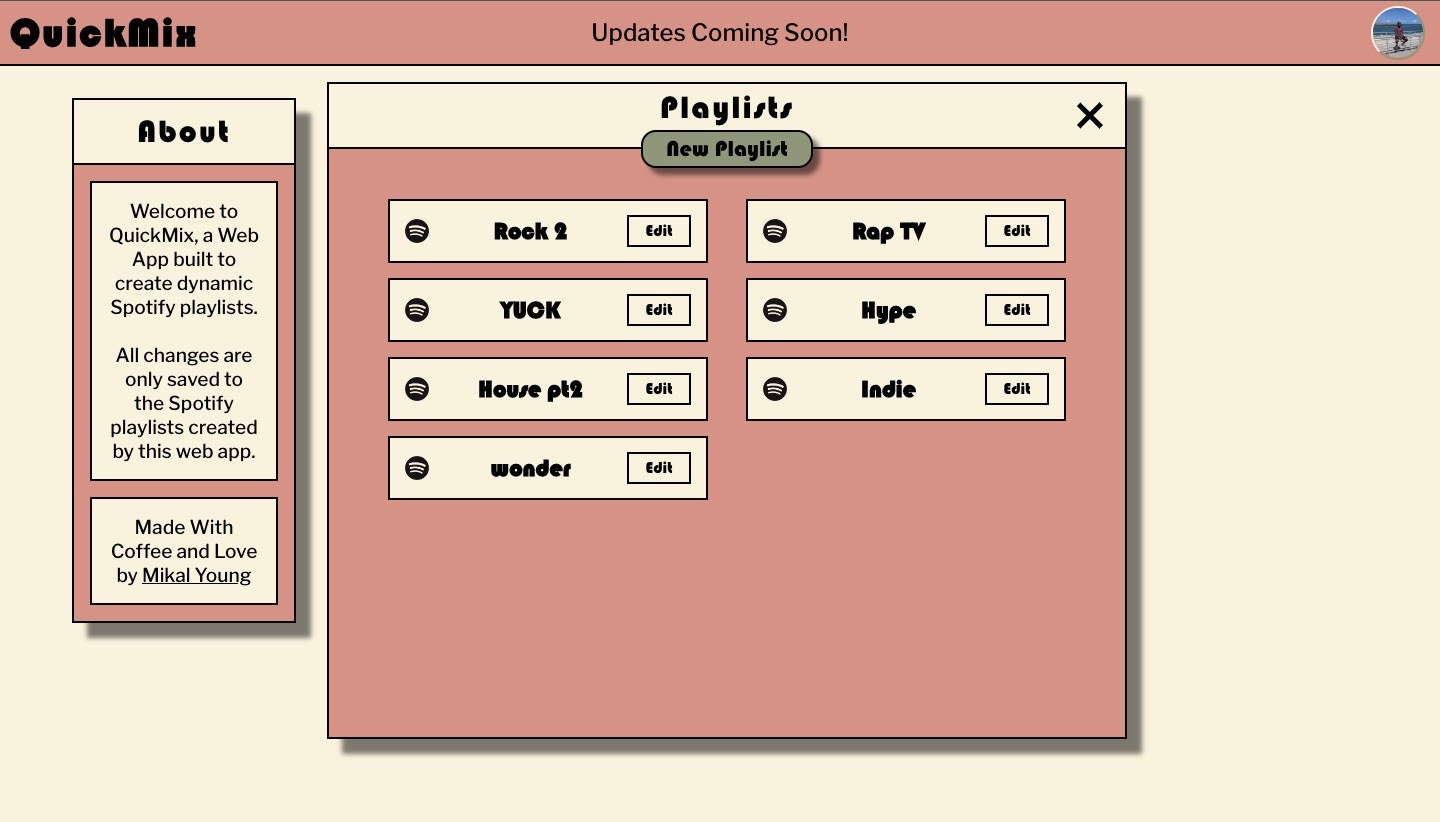 QuickMix
Updates Coming Soon!
About
Welcome to
QuickMix, a Web
App built to
create dynamic
Spotify playlists.
All changes are
only saved to
the Spotify
playlists created
by this web app.
Made With
Coffee and Love
by Mikal Young
Playlists
New Playlist
Rock 2 Edit
Rap TV Edit
YUCK Edit
Hype Edit
House pt2 Edit
Indie Edit
wonder Edit